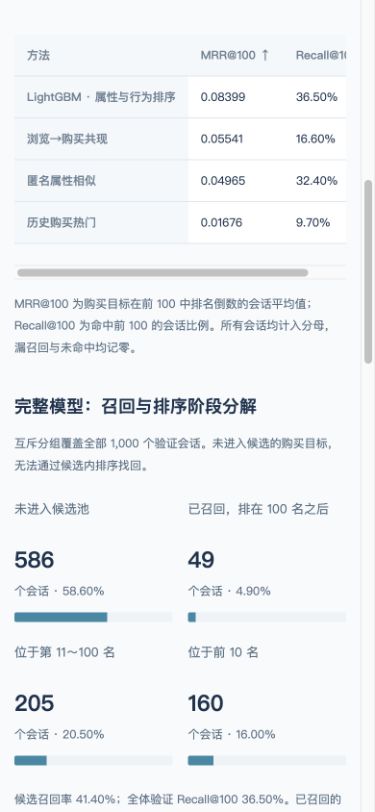 方法 MRR@100 ↑ Recall@10
LightGBM · 属性与行为排序 0.08399 36.50%
浏览→购买共现 0.05541 16.60%
匿名属性相似 0.04965 32.40%
历史购买热门 0.01676 9.70%
MRR@100 为购买目标在前 100 中排名倒数的会话平均值；
Recall@100 为命中前 100 的会话比例。所有会话均计入分母，
漏召回与未命中均记零。
完整模型：召回与排序阶段分解
互斥分组覆盖全部 1,000 个验证会话。未进入候选的购买目标，
无法通过候选内排序找回。
未进入候选池 已召回，排在 100 名之后
586 49
个会话 · 58.60% 个会话 · 4.90%
位于第 11～100 名 位于前 10 名
205 160
个会话 · 20.50% 个会话 · 16.00%
候选召回率 41.40%；全体验证 Recall@100 36.50%。已召回的